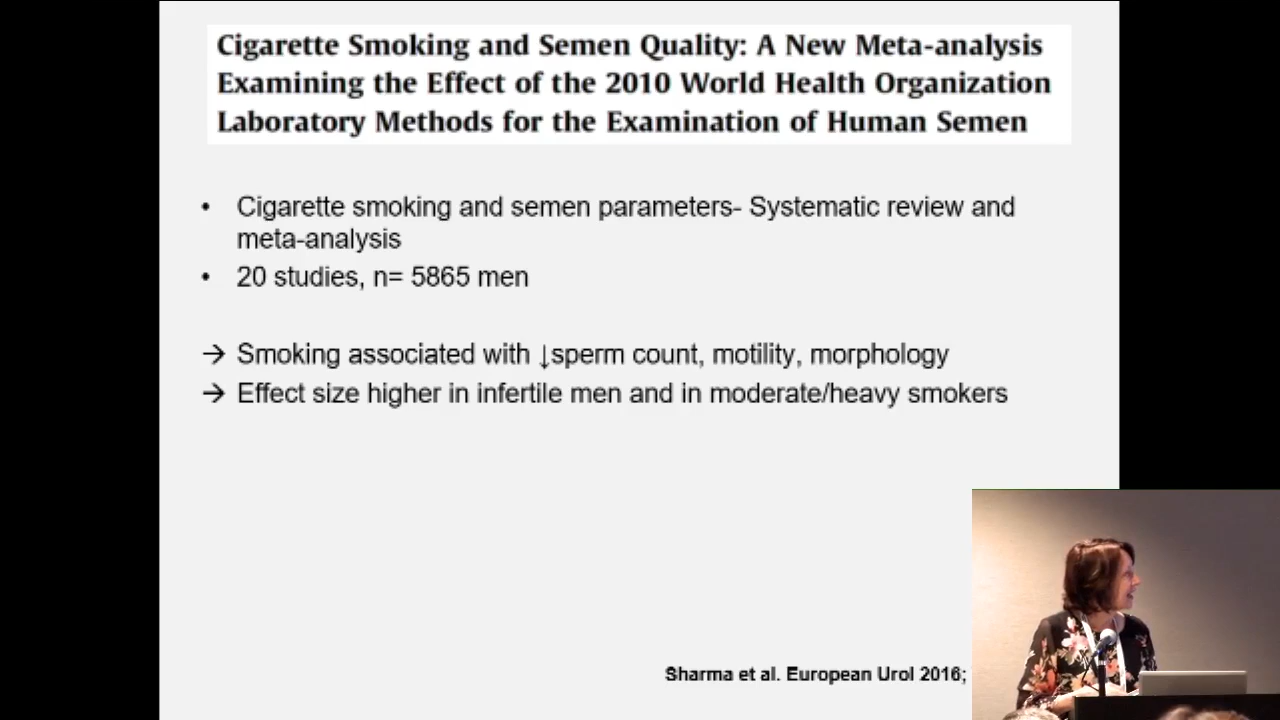 Cigarette Smoking and Semen Quality: A New Meta-analysis
Examining the Effect of the 2010 World Health Organization
Laboratory Methods for the Examination of Human Semen
• Cigarette smoking and semen parameters- Systematic review and
meta-analysis
• 20 studies, n= 5865 men
→ Smoking associated with ↓sperm count, motility, morphology
→ Effect size higher in infertile men and in moderate/heavy smokers
Sharma et al. European Urol 2016;